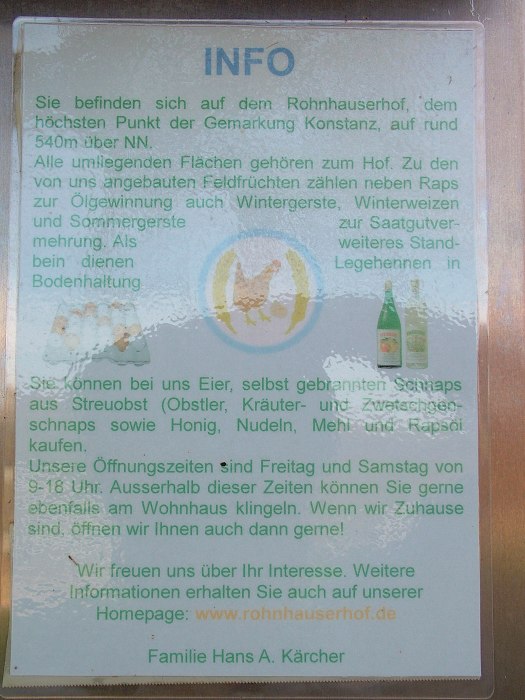 INFO
Sie befinden sich auf dem Rohnhauserhof, dem
höchsten Punkt der Gemarkung Konstanz, auf rund
540m über NN.
Alle umliegenden Flächen gehören zum Hof. Zu den
von uns angebauten Feldfrüchten zählen neben Raps
zur Ölgewinnung auch Wintergerste, Winterweizen
und Sommergerste zur Saatgutver-
mehrung. Als weiteres Stand-
bein dienen Legehennen in
Bodenhaltung
Sie können bei uns Eier, selbst gebrannten Schnaps
aus Streuobst (Obstler, Kräuter- und Zwetschgen-
schnaps sowie Honig, Nudeln, Mehl und Rapsöl
kaufen.
Unsere Öffnungszeiten sind Freitag und Samstag von
9-18 Uhr. Ausserhalb dieser Zeiten können Sie gerne
ebenfalls am Wohnhaus klingeln. Wenn wir Zuhause
sind, öffnen wir Ihnen auch dann gerne!
Wir freuen uns über Ihr Interesse. Weitere
Informationen erhalten Sie auch auf unserer
Homepage: www.rohnhauserhof.de
Familie Hans A. Kärcher